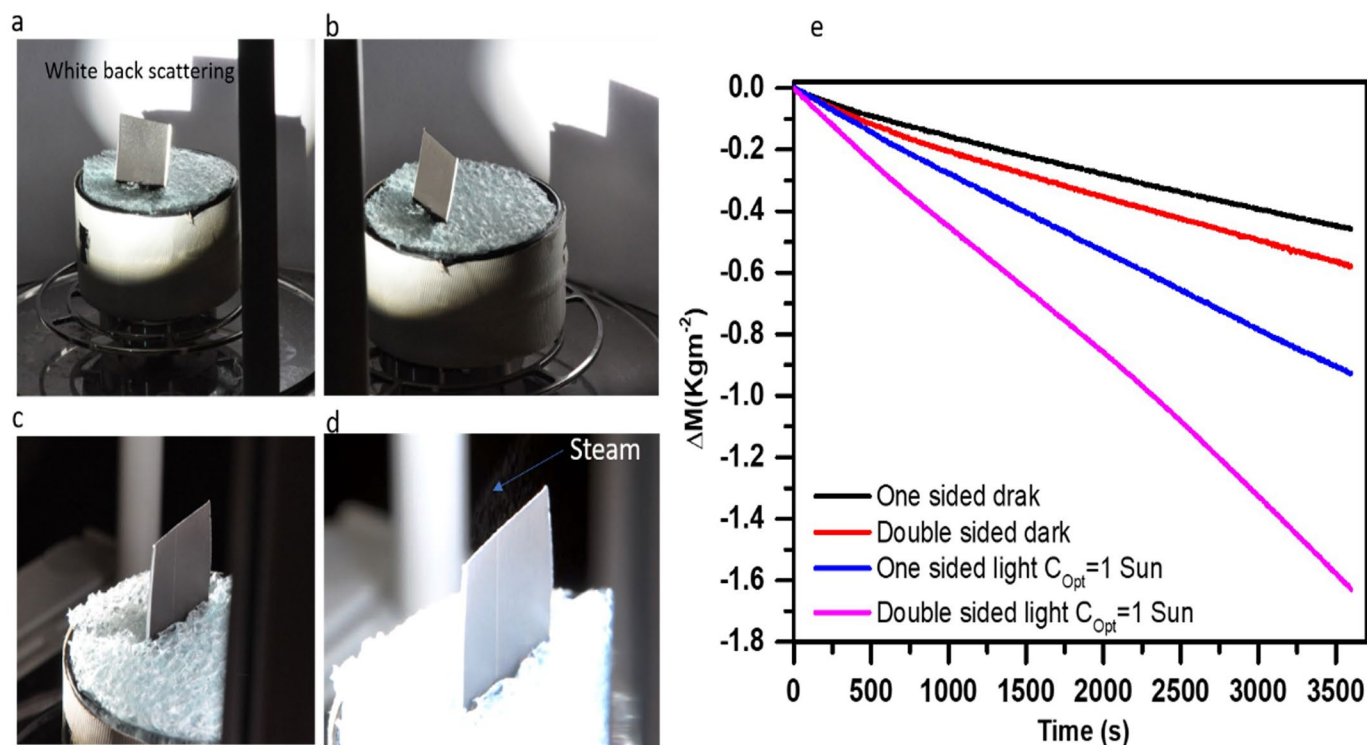 a
White back scattering
b
c
d
Steam
e
0.0
-0.2
-0.4
-0.6
-0.8
-1.0
-1.2
-1.4
-1.6
-1.8
ΔM(Kgm-2)
One sided drak
Double sided dark
One sided light COpt=1 Sun
Double sided light COpt=1 Sun
0 500 1000 1500 2000 2500 3000 3500
Time (s)